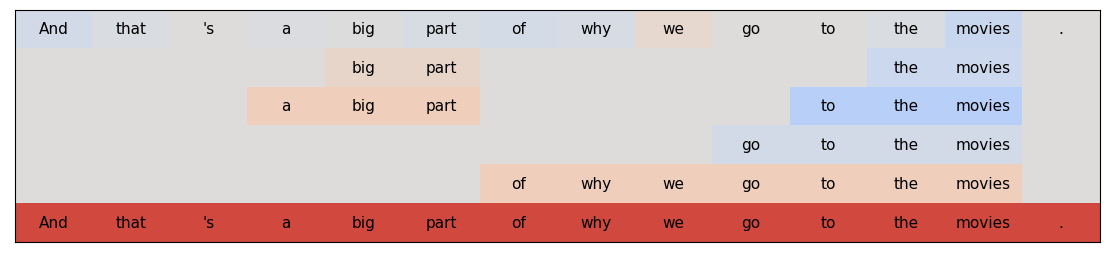 And that 's a big part of why we go to the movies .
big part the movies
a big part to the movies
go to the movies
of why we go to the movies
And that 's a big part of why we go to the movies .